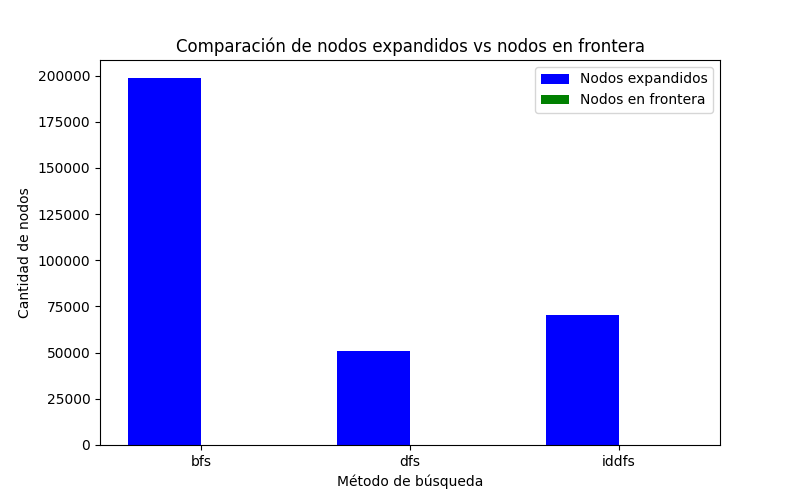 Comparación de nodos expandidos vs nodos en frontera
Nodos expandidos
Nodos en frontera
Cantidad de nodos
200000
175000
150000
125000
100000
75000
50000
25000
0
bfs
dfs
iddfs
Método de búsqueda